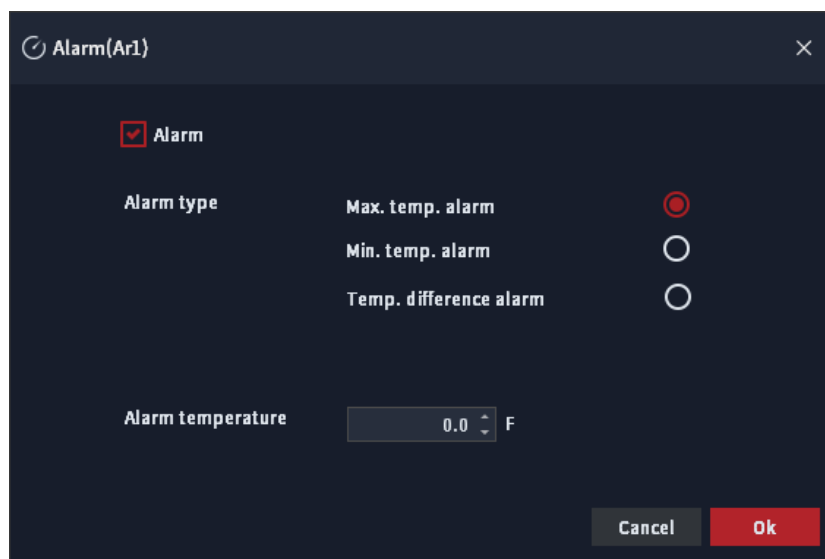 Alarm(Ar1)
Alarm
Alarm type
Max. temp. alarm
Min. temp. alarm
Temp. difference alarm
Alarm temperature 0.0 F
Cancel Ok